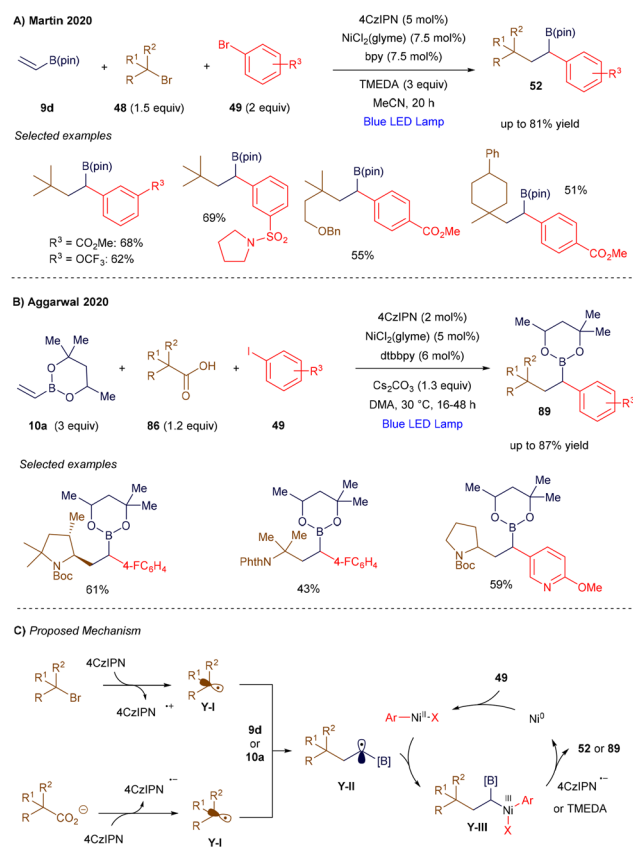 A) Martin 2020
B(pin)
9d
+
R1 R2
R Br
48 (1.5 equiv)
+
Br
R3
49 (2 equiv)
4CzIPN (5 mol%)
NiCl2(glyme) (7.5 mol%)
bpy (7.5 mol%)
TMEDA (3 equiv)
MeCN, 20 h
Blue LED Lamp
R1 R2 B(pin)
R
R3
52
up to 81% yield
Selected examples
B(pin)
R3
R3 = CO2Me: 68%
R3 = OCF3: 62%
B(pin)
69%
N SO2
B(pin)
OBn
CO2Me
55%
Ph
B(pin)
Me
CO2Me
51%
B) Aggarwal 2020
Me Me
O
B O Me
10a (3 equiv)
+
R1 R2
R OH
O
86 (1.2 equiv)
+
I
R3
49
4CzIPN (2 mol%)
NiCl2(glyme) (5 mol%)
dtbbpy (6 mol%)
Cs2CO3 (1.3 equiv)
DMA, 30 °C, 16-48 h
Blue LED Lamp
Me Me
Me
O O
B
R1 R2
R
R3
89
up to 87% yield
Selected examples
Me Me
Me
O O
B
Me
N
Boc
4-FC6H4
61%
Me Me
Me
O O
B
Me Me
PhthN
4-FC6H4
43%
Me Me
Me
O O
B
N
Boc
N OMe
59%
C) Proposed Mechanism
R1 R2
R Br
4CzIPN
4CzIPN •+
R1 R2
R
Y-I
R1 R2
R CO2 ⊖
4CzIPN •−
4CzIPN
R1 R2
R
Y-I
9d
or
10a
R1 R2
R [B]
Y-II
Ar NiII X
49
Ni0
52 or 89
4CzIPN •−
or TMEDA
R1 R2 [B]
R III
Ni Ar
X
Y-III